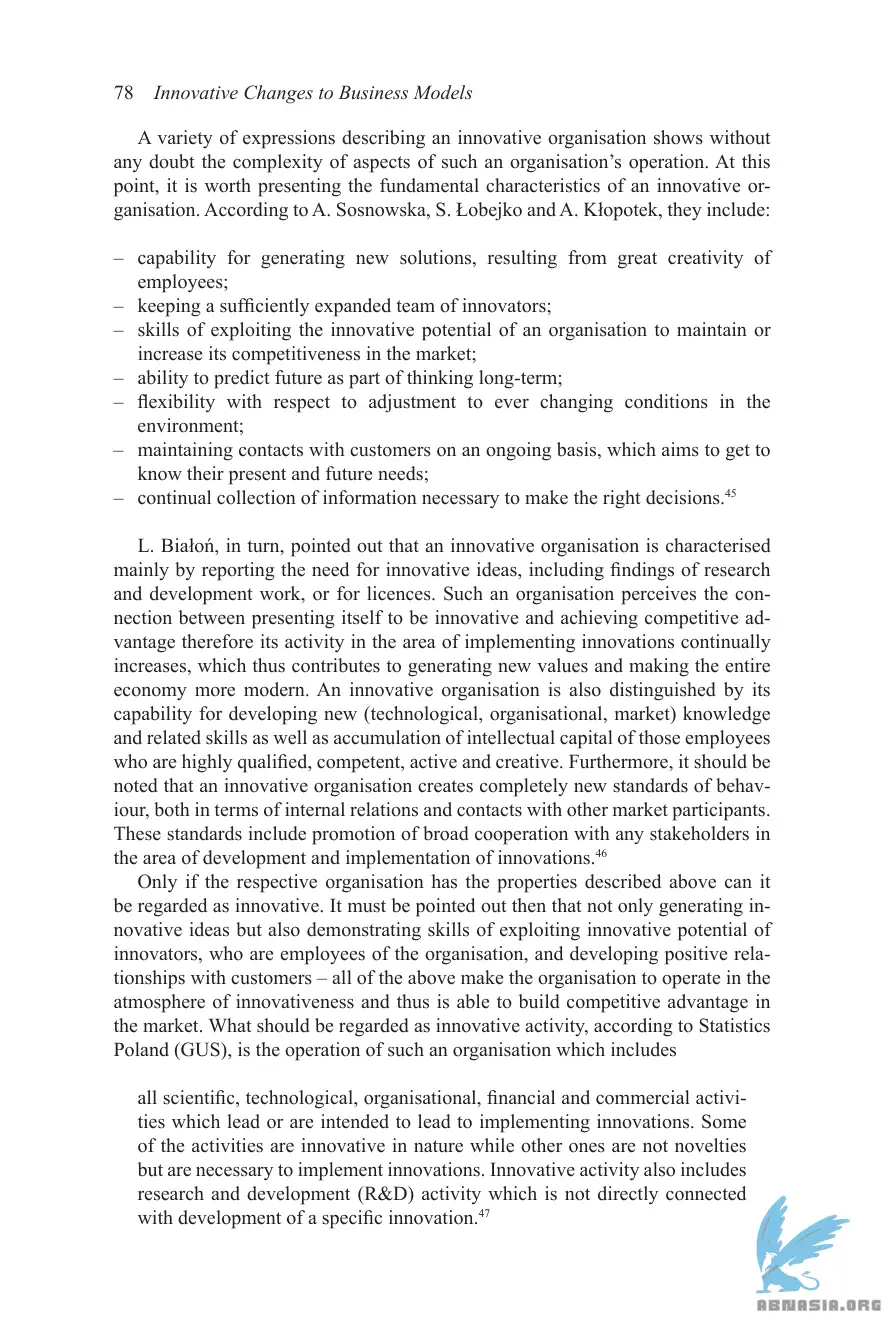 78 Innovative Changes to Business Models
A variety of expressions describing an innovative organisation shows without
any doubt the complexity of aspects of such an organisation’s operation. At this
point, it is worth presenting the fundamental characteristics of an innovative or-
ganisation. According to A. Sosnowska, S. Łobejko and A. Kłopotek, they include:
– capability for generating new solutions, resulting from great creativity of
employees;
– keeping a sufficiently expanded team of innovators;
– skills of exploiting the innovative potential of an organisation to maintain or
increase its competitiveness in the market;
– ability to predict future as part of thinking long-term;
– flexibility with respect to adjustment to ever changing conditions in the
environment;
– maintaining contacts with customers on an ongoing basis, which aims to get to
know their present and future needs;
– continual collection of information necessary to make the right decisions.45
L. Białoń, in turn, pointed out that an innovative organisation is characterised
mainly by reporting the need for innovative ideas, including findings of research
and development work, or for licences. Such an organisation perceives the con-
nection between presenting itself to be innovative and achieving competitive ad-
vantage therefore its activity in the area of implementing innovations continually
increases, which thus contributes to generating new values and making the entire
economy more modern. An innovative organisation is also distinguished by its
capability for developing new (technological, organisational, market) knowledge
and related skills as well as accumulation of intellectual capital of those employees
who are highly qualified, competent, active and creative. Furthermore, it should be
noted that an innovative organisation creates completely new standards of behav-
iour, both in terms of internal relations and contacts with other market participants.
These standards include promotion of broad cooperation with any stakeholders in
the area of development and implementation of innovations.46
Only if the respective organisation has the properties described above can it
be regarded as innovative. It must be pointed out then that not only generating in-
novative ideas but also demonstrating skills of exploiting innovative potential of
innovators, who are employees of the organisation, and developing positive rela-
tionships with customers – all of the above make the organisation to operate in the
atmosphere of innovativeness and thus is able to build competitive advantage in
the market. What should be regarded as innovative activity, according to Statistics
Poland (GUS), is the operation of such an organisation which includes
all scientific, technological, organisational, financial and commercial activi-
ties which lead or are intended to lead to implementing innovations. Some
of the activities are innovative in nature while other ones are not novelties
but are necessary to implement innovations. Innovative activity also includes
research and development (R&D) activity which is not directly connected
with development of a specific innovation.47
ABNASIA.ORG